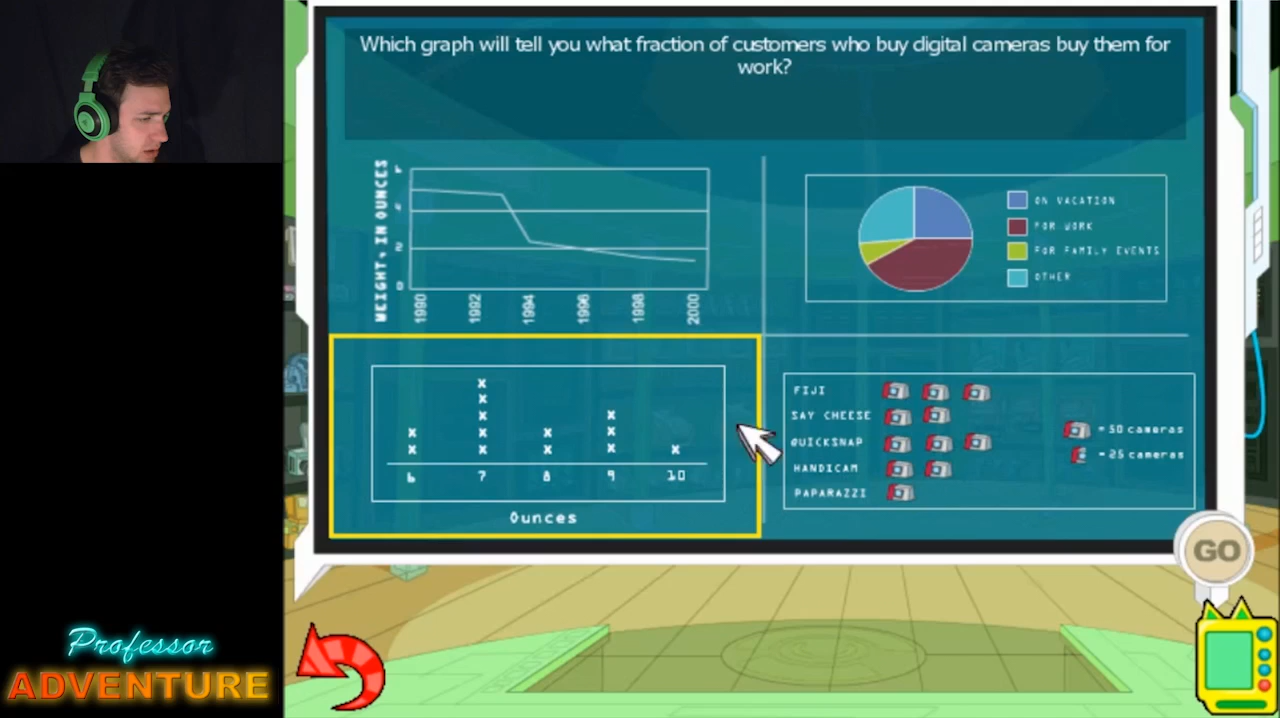 Which graph will tell you what fraction of customers who buy digital cameras buy them for
work?
WEIGHT, IN OUNCES
2
0
1990
1992
1994
1996
1998
2000
ON VACATION
FOR WORK
FOR FAMILY EVENTS
OTHER
x
x
x
x x
x x x x
x x x x x
6 7 8 9 10
Ounces
FIJI
SAY CHEESE
QUICKSNAP
HANDICAM
PAPARAZZI
= 50 cameras
= 25 cameras
GO
Professor
ADVENTURE